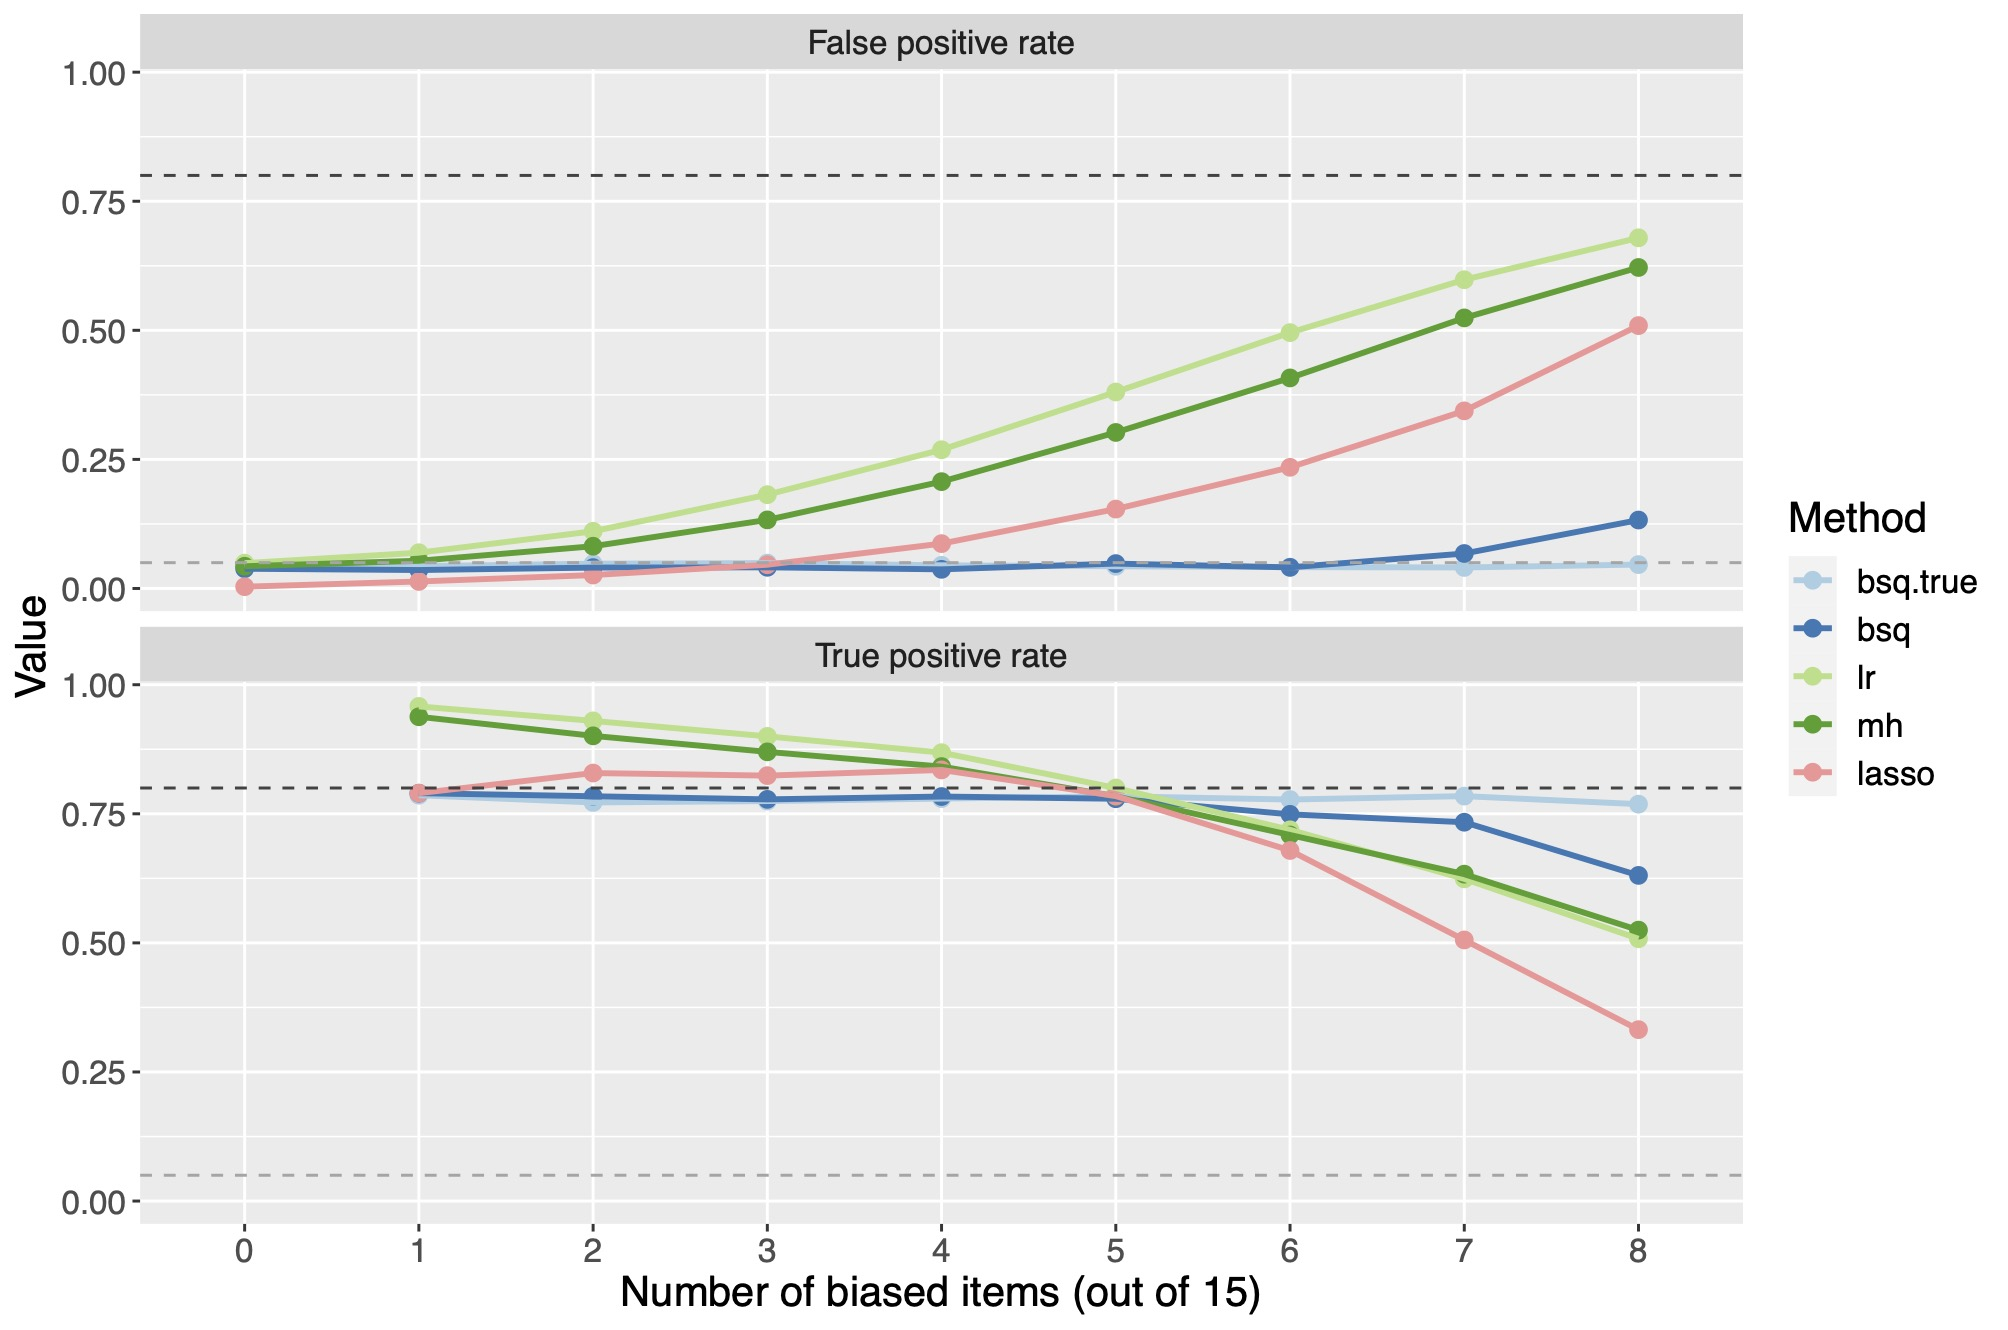 False positive rate
1.00
0.75
0.50
0.25
0.00
True positive rate
1.00
0.75
0.50
0.25
0.00
0 1 2 3 4 5 6 7 8
Number of biased items (out of 15)
Value
Method
bsq.true
bsq
lr
mh
lasso